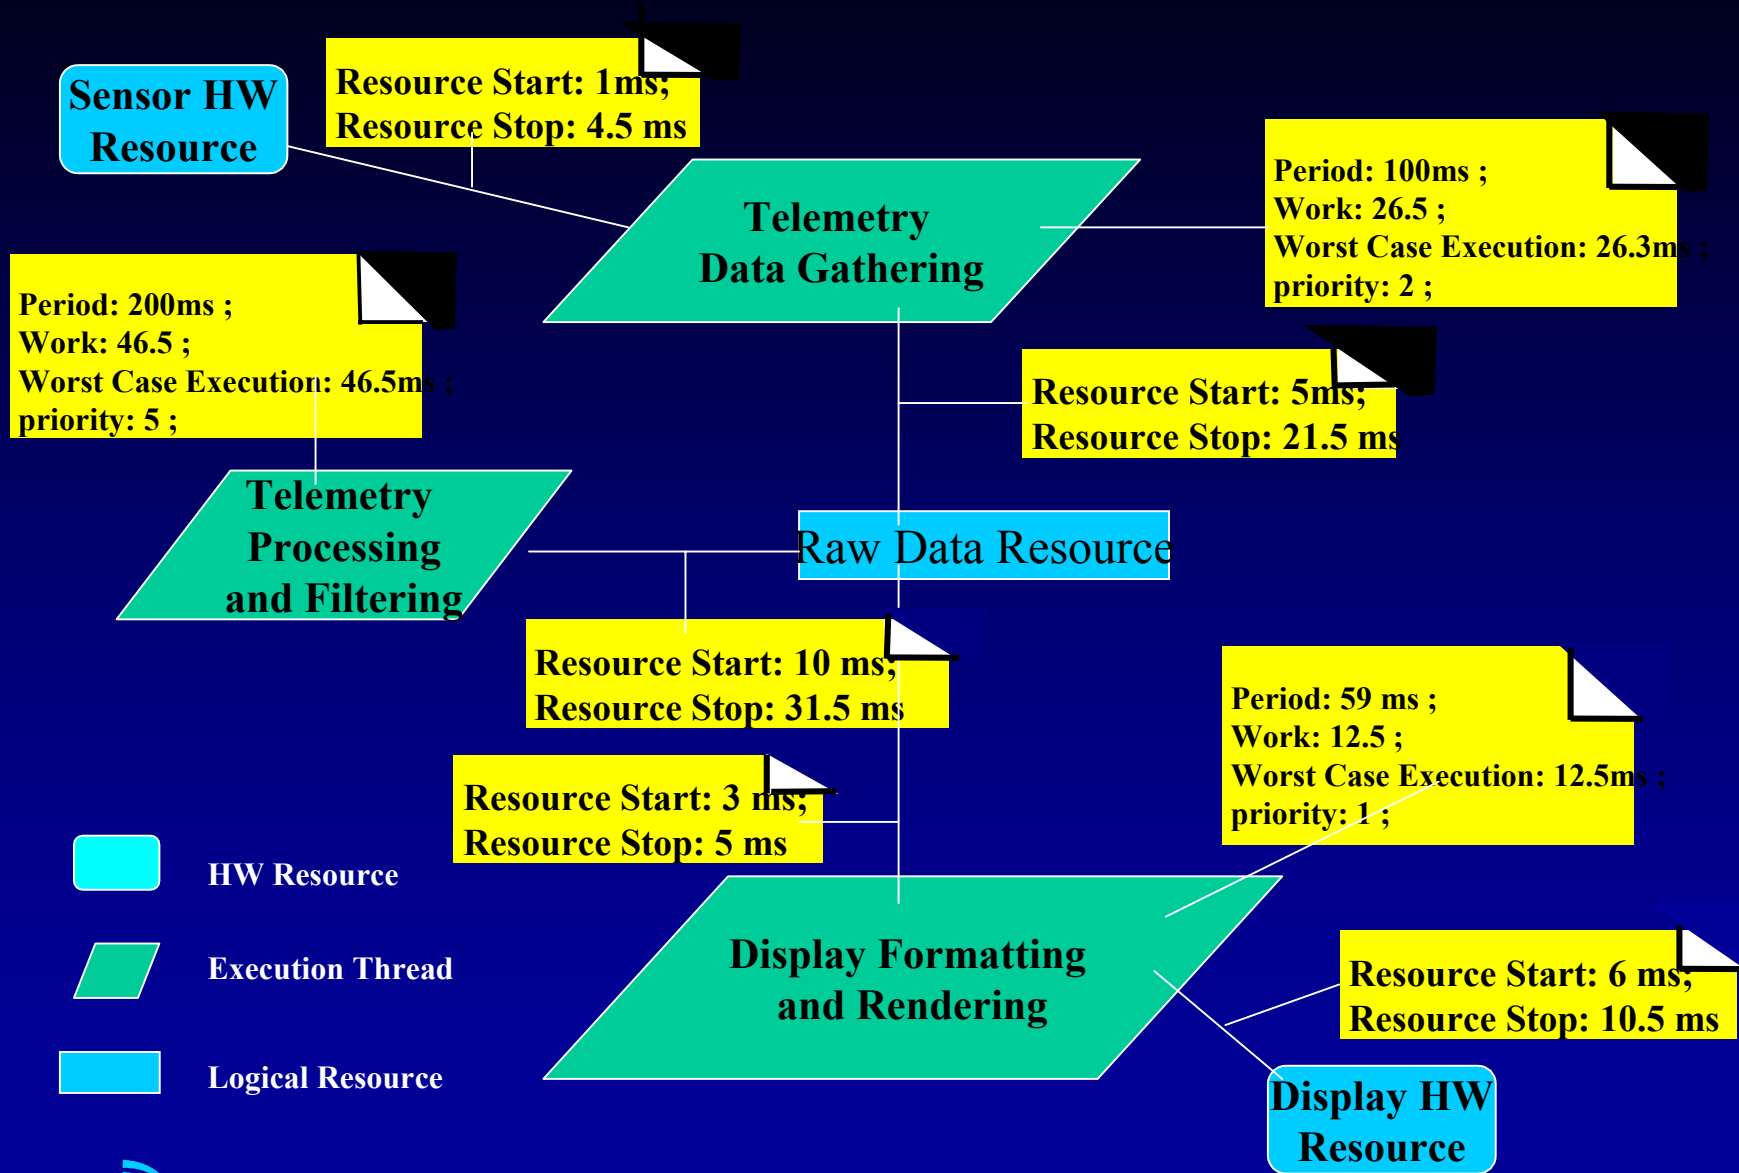 Sensor HW
Resource
Resource Start: 1ms;
Resource Stop: 4.5 ms
Telemetry
Data Gathering
Period: 100ms ;
Work: 26.5 ;
Worst Case Execution: 26.3ms ;
priority: 2 ;
Period: 200ms ;
Work: 46.5 ;
Worst Case Execution: 46.5ms ;
priority: 5 ;
Resource Start: 5ms;
Resource Stop: 21.5 ms
Telemetry
Processing
and Filtering
Raw Data Resource
Resource Start: 10 ms;
Resource Stop: 31.5 ms
Period: 59 ms ;
Work: 12.5 ;
Worst Case Execution: 12.5ms ;
priority: 1 ;
Resource Start: 3 ms;
Resource Stop: 5 ms
HW Resource
Execution Thread
Logical Resource
Display Formatting
and Rendering
Resource Start: 6 ms;
Resource Stop: 10.5 ms
Display HW
Resource